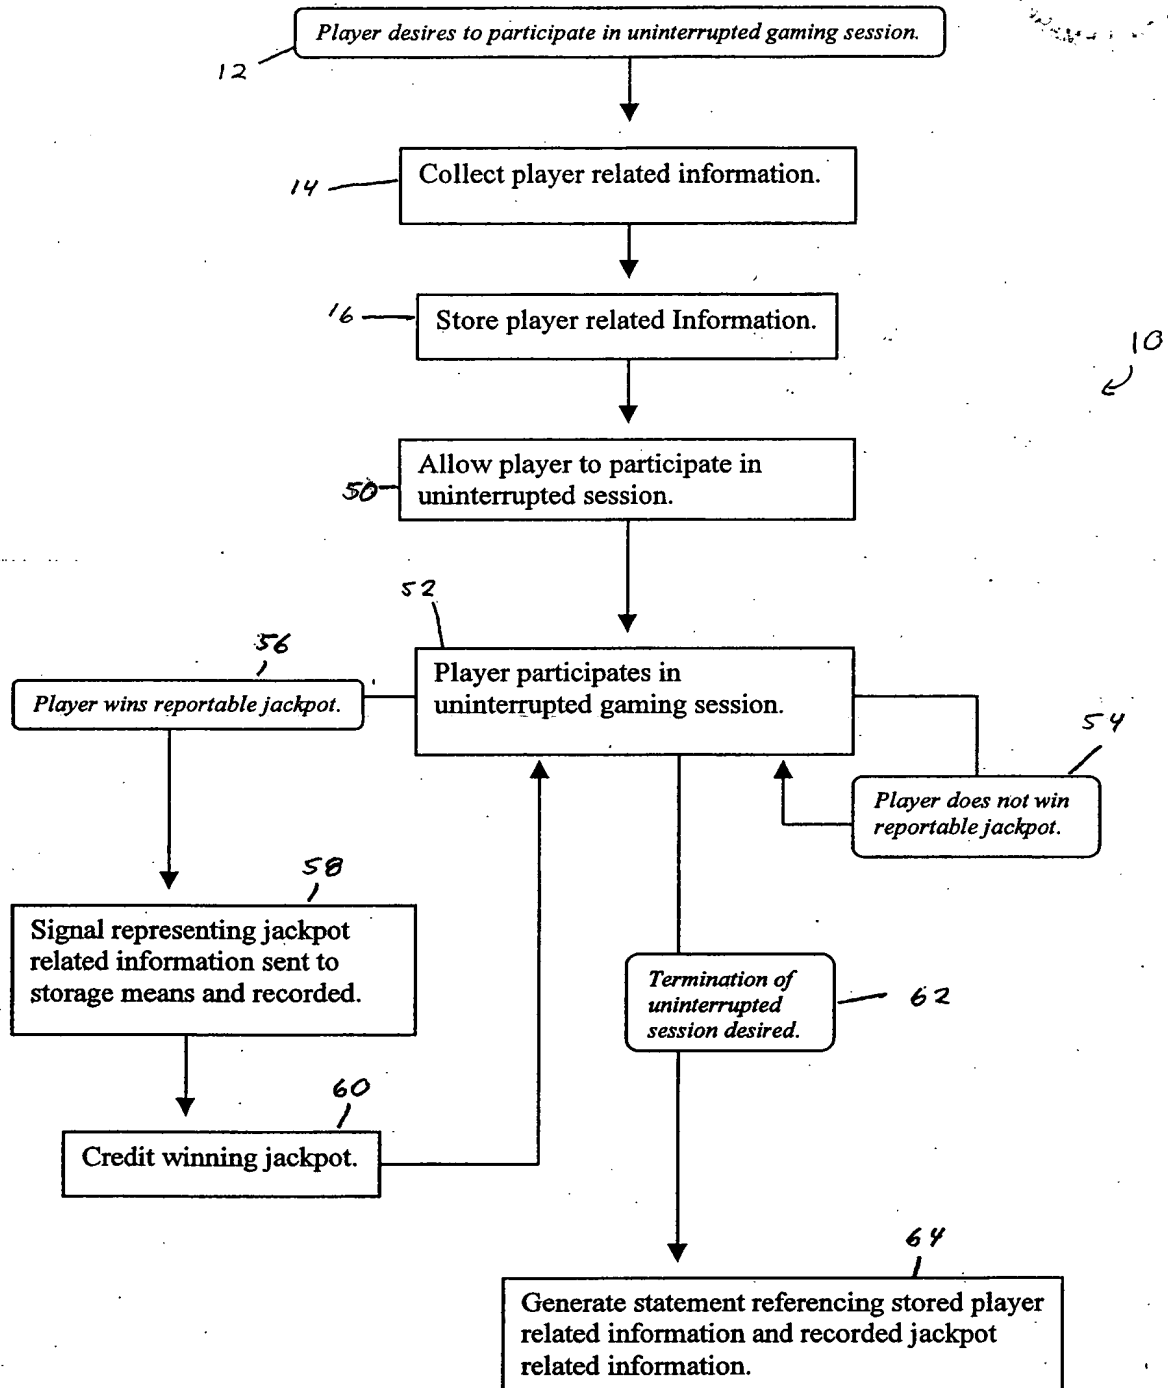 Player desires to participate in uninterrupted gaming session.
12
Collect player related information.
14
Store player related Information.
16
10
Allow player to participate in
uninterrupted session.
50
52
Player participates in
uninterrupted gaming session.
56
Player wins reportable jackpot.
54
Player does not win
reportable jackpot.
58
Signal representing jackpot
related information sent to
storage means and recorded.
Termination of
uninterrupted
session desired.
62
60
Credit winning jackpot.
64
Generate statement referencing stored player
related information and recorded jackpot
related information.